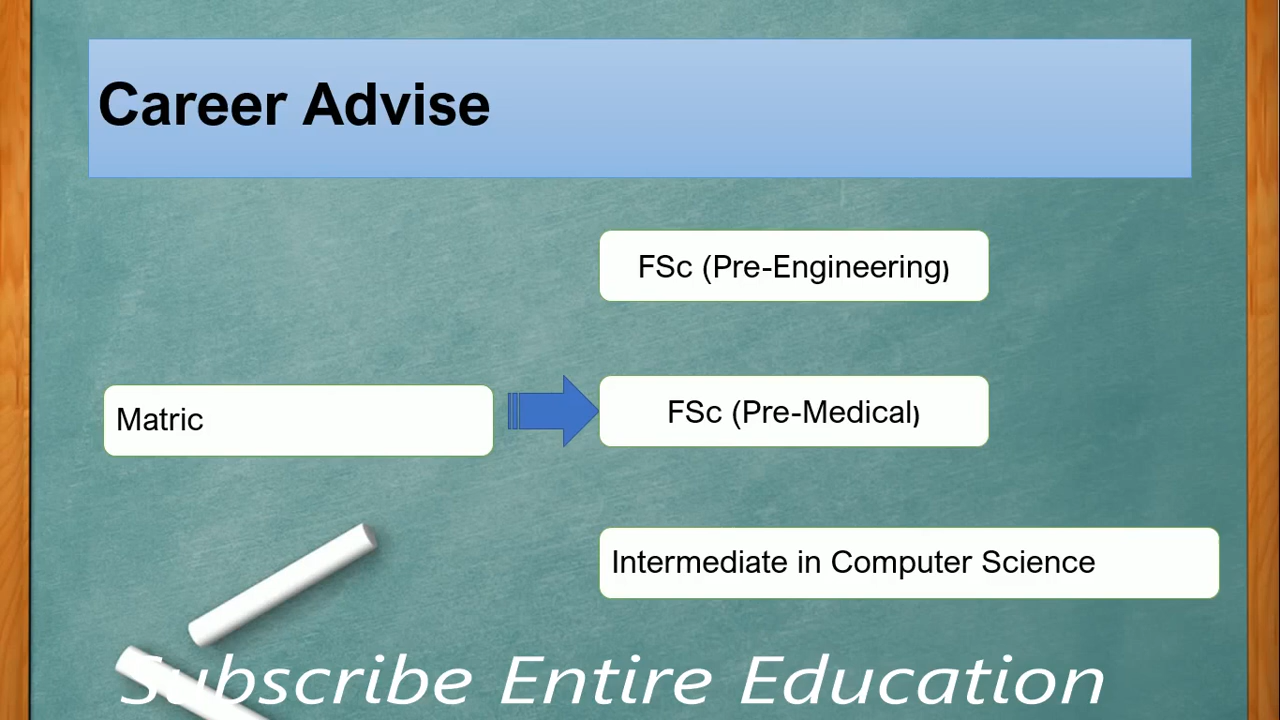 Career Advise
FSc (Pre-Engineering)
Matric
FSc (Pre-Medical)
Intermediate in Computer Science
Subscribe Entire Education